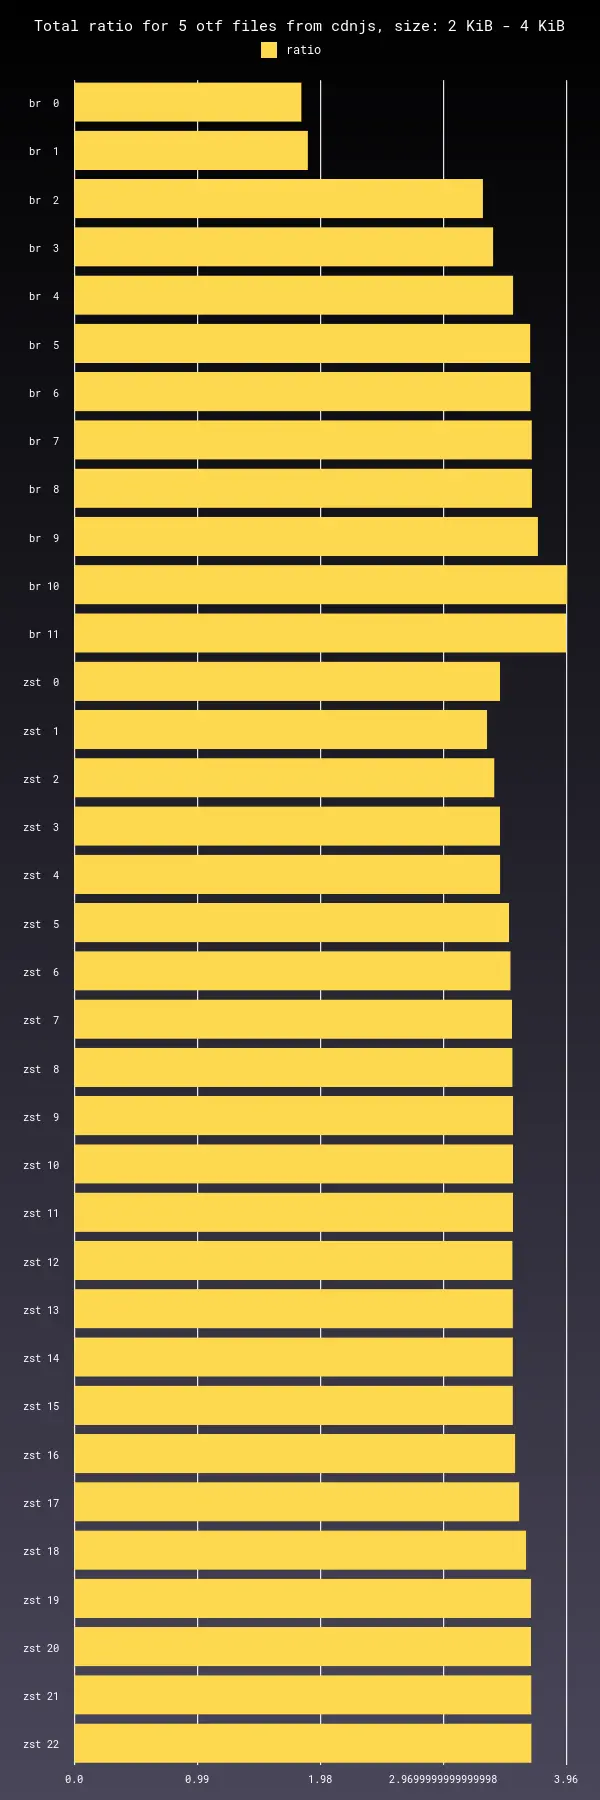 Total ratio for 5 otf files from cdnjs, size: 2 KiB - 4 KiB
ratio
br  0
br  1
br  2
br  3
br  4
br  5
br  6
br  7
br  8
br  9
br 10
br 11
zst  0
zst  1
zst  2
zst  3
zst  4
zst  5
zst  6
zst  7
zst  8
zst  9
zst 10
zst 11
zst 12
zst 13
zst 14
zst 15
zst 16
zst 17
zst 18
zst 19
zst 20
zst 21
zst 22
0.0 0.99 1.98 2.9699999999999998 3.96